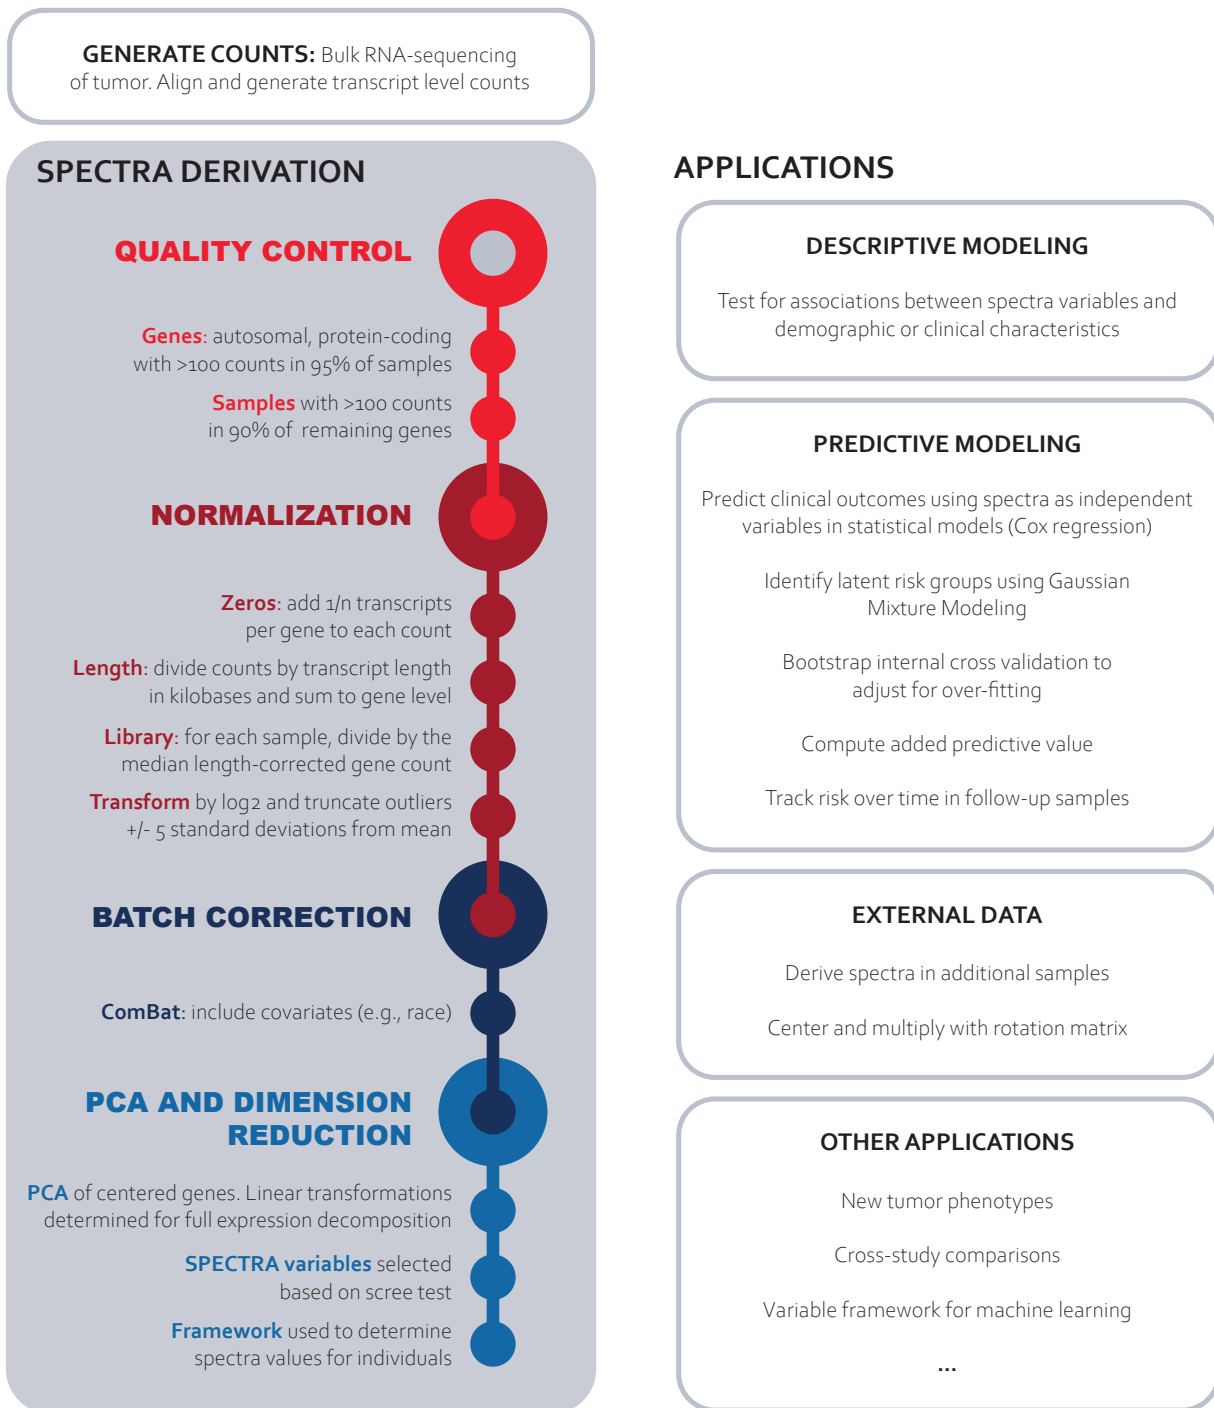 GENERATE COUNTS: Bulk RNA-sequencing
of tumor. Align and generate transcript level counts
SPECTRA DERIVATION
QUALITY CONTROL
Genes: autosomal, protein-coding
with >100 counts in 95% of samples
Samples with >100 counts
in 90% of remaining genes
NORMALIZATION
Zeros: add 1/n transcripts
per gene to each count
Length: divide counts by transcript length
in kilobases and sum to gene level
Library: for each sample, divide by the
median length-corrected gene count
Transform by log2 and truncate outliers
+/- 5 standard deviations from mean
BATCH CORRECTION
ComBat: include covariates (e.g., race)
PCA AND DIMENSION
REDUCTION
PCA of centered genes. Linear transformations
determined for full expression decomposition
SPECTRA variables selected
based on scree test
Framework used to determine
spectra values for individuals
APPLICATIONS
DESCRIPTIVE MODELING
Test for associations between spectra variables and
demographic or clinical characteristics
PREDICTIVE MODELING
Predict clinical outcomes using spectra as independent
variables in statistical models (Cox regression)
Identify latent risk groups using Gaussian
Mixture Modeling
Bootstrap internal cross validation to
adjust for over-fitting
Compute added predictive value
Track risk over time in follow-up samples
EXTERNAL DATA
Derive spectra in additional samples
Center and multiply with rotation matrix
OTHER APPLICATIONS
New tumor phenotypes
Cross-study comparisons
Variable framework for machine learning
...